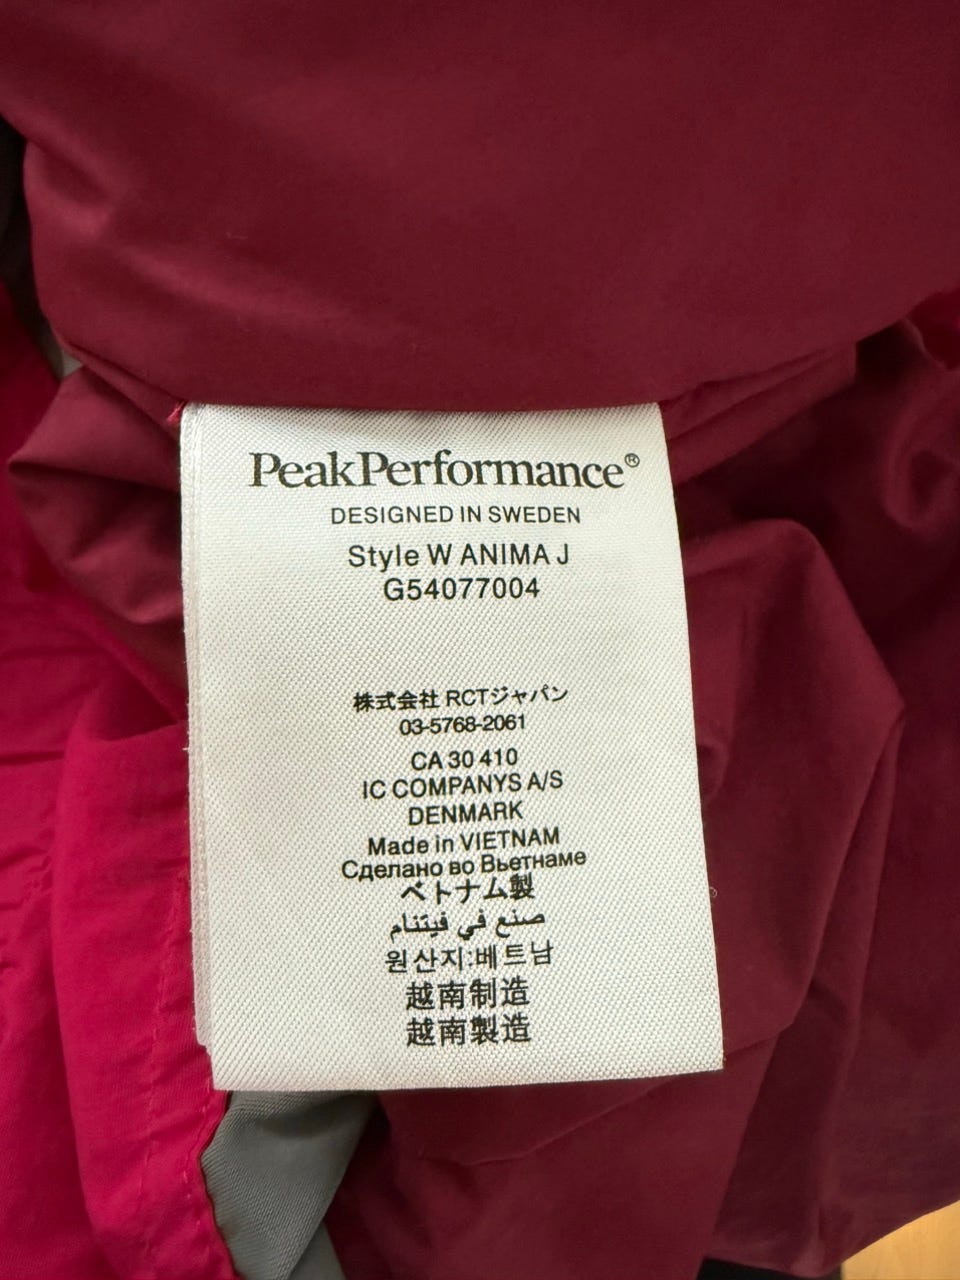 PeakPerformance®
DESIGNED IN SWEDEN
Style W ANIMA J
G54077004
株式会社 RCTジャパン
03-5768-2061
CA 30 410
IC COMPANYS A/S
DENMARK
Made in VIETNAM
Сделано во Вьетнаме
ベトナム製
صنع في فيتنام
원산지:베트남
越南制造
越南製造